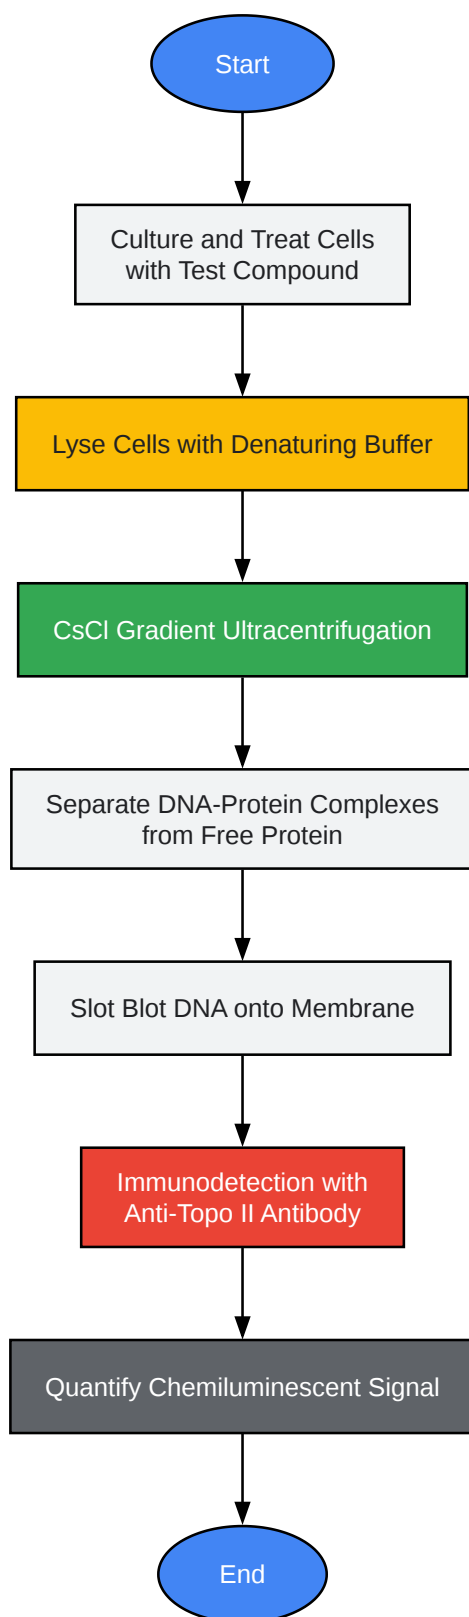 Start
Culture and Treat Cells
with Test Compound
Lyse Cells with Denaturing Buffer
CsCl Gradient Ultracentrifugation
Separate DNA-Protein Complexes
from Free Protein
Slot Blot DNA onto Membrane
Immunodetection with
Anti-Topo II Antibody
Quantify Chemiluminescent Signal
End